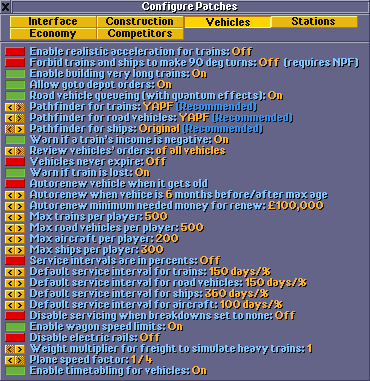 Configure Patches
Interface Construction Vehicles Stations
Economy Competitors
Enable realistic acceleration for trains: Off
Forbid trains and ships to make 90 deg turns: Off (requires NPF)
Enable building very long trains: On
Allow goto depot orders: On
Road vehicle queueing (with quantum effects): On
Pathfinder for trains: YAPF (Recommended)
Pathfinder for road vehicles: YAPF (Recommended)
Pathfinder for ships: Original (Recommended)
Warn if a train's income is negative: On
Review vehicles' orders: of all vehicles
Vehicles never expire: Off
Warn if train is lost: On
Autorenew vehicle when it gets old
Autorenew when vehice is 6 months before/after max age
Autorenew minimum needed money for renew: £100,000
Max trains per player: 500
Max road vehicles per player: 500
Max aircraft per player: 200
Max ships per player: 300
Service intervals are in percents: Off
Default service interval for trains: 150 days/%
Default service interval for road vehicles: 150 days/%
Default service interval for ships: 360 days/%
Default service interval for aircraft: 100 days/%
Disable servicing when breakdowns set to none: Off
Enable wagon speed limits: On
Disable electric rails: Off
Weight multiplier for freight to simulate heavy trains: 1
Plane speed factor: 1 / 4
Enable timetabling for vehicles: On